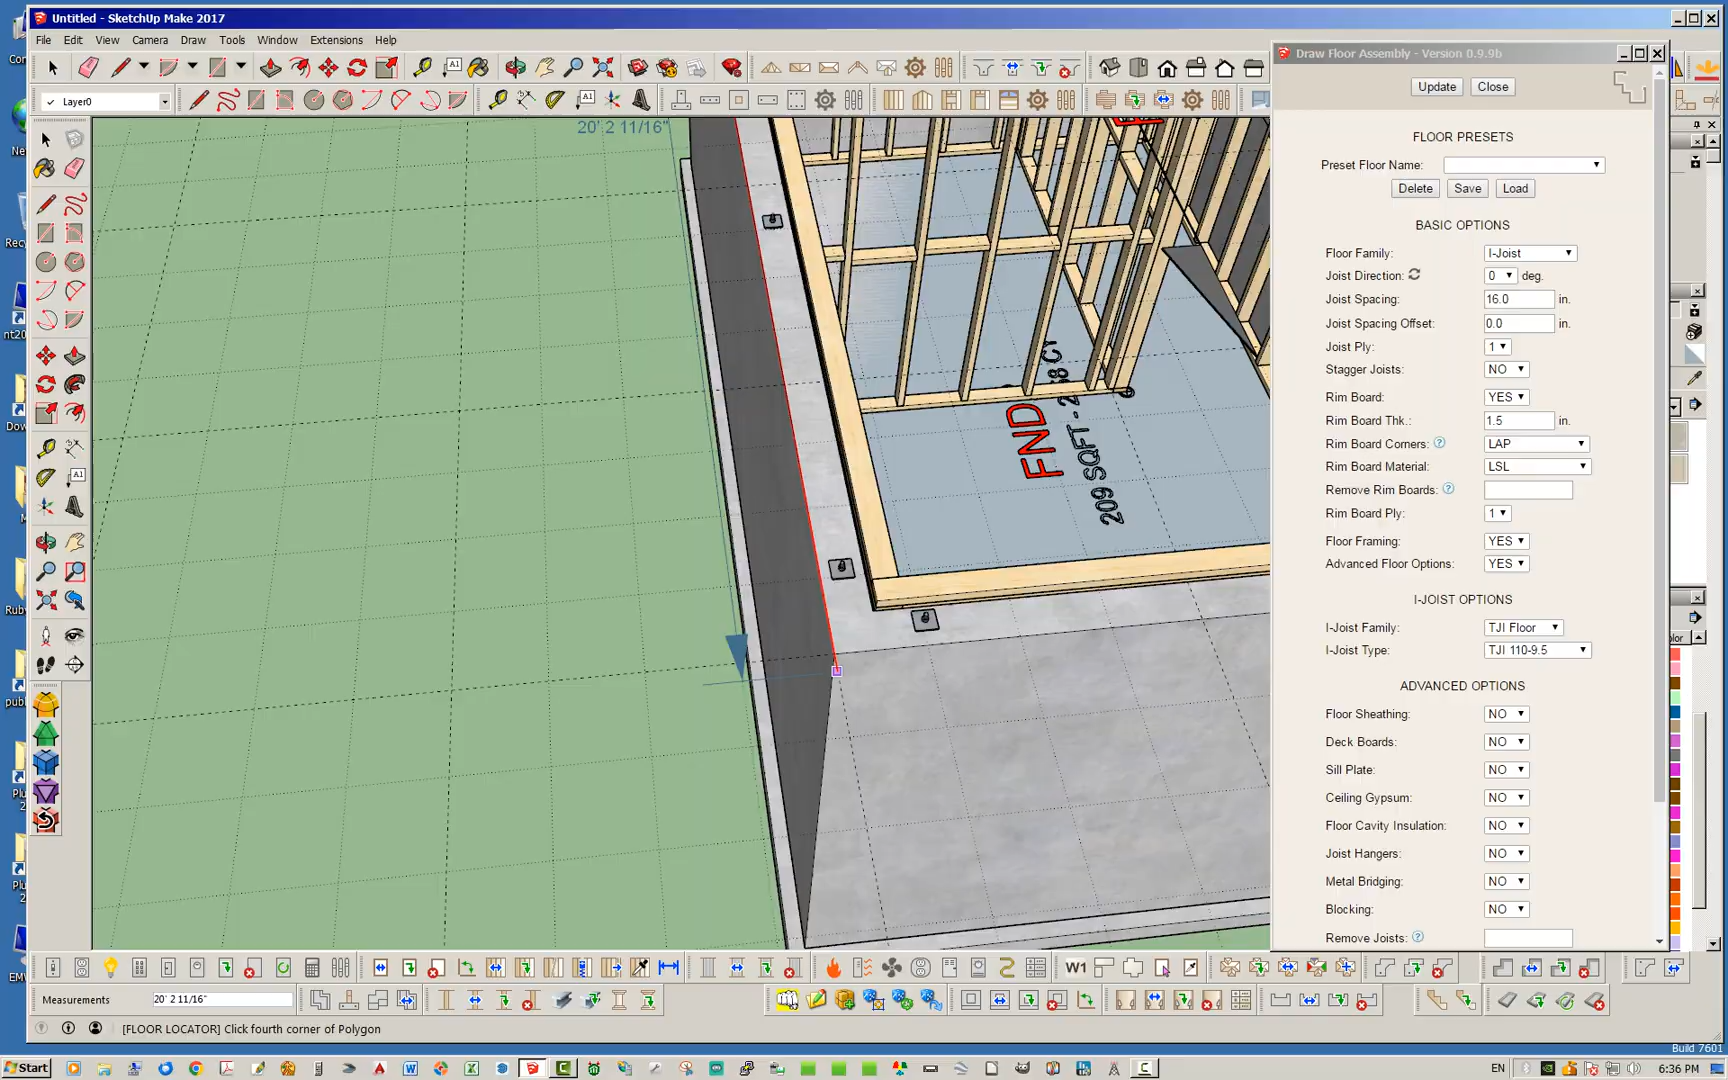 Untitled - SketchUp Make 2017
File Edit View Camera Draw Tools Window Extensions Help
Layer0
20' 2 11/16"
FND
Draw Floor Assembly - Version 0.9.9b
Update Close
FLOOR PRESETS
Preset Floor Name:
Delete Save Load
BASIC OPTIONS
Floor Family: I-Joist
Joist Direction: 0 deg.
Joist Spacing: 16.0 in.
Joist Spacing Offset: 0.0 in.
Joist Ply: 1
Stagger Joists: NO
Rim Board: YES
Rim Board Thk.: 1.5 in.
Rim Board Corners: LAP
Rim Board Material: LSL
Remove Rim Boards:
Rim Board Ply: 1
Floor Framing: YES
Advanced Floor Options: YES
I-JOIST OPTIONS
I-Joist Family: TJI Floor
I-Joist Type: TJI 110-9.5
ADVANCED OPTIONS
Floor Sheathing: NO
Deck Boards: NO
Sill Plate: NO
Ceiling Gypsum: NO
Floor Cavity Insulation: NO
Joist Hangers: NO
Metal Bridging: NO
Blocking: NO
Remove Joists:
W1
Measurements 20' 2 11/16"
[FLOOR LOCATOR] Click fourth corner of Polygon
Build 7601
Start EN 6:36 PM